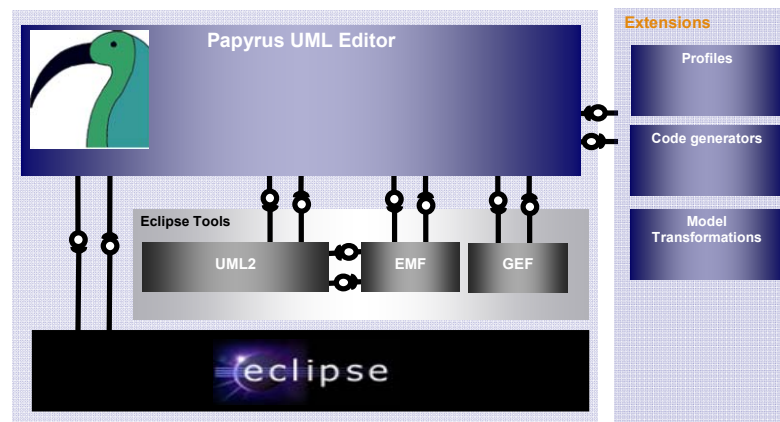 Papyrus UML Editor
Extensions
Profiles
Code generators
Model
Transformations
Eclipse Tools
UML2
EMF
GEF
eclipse